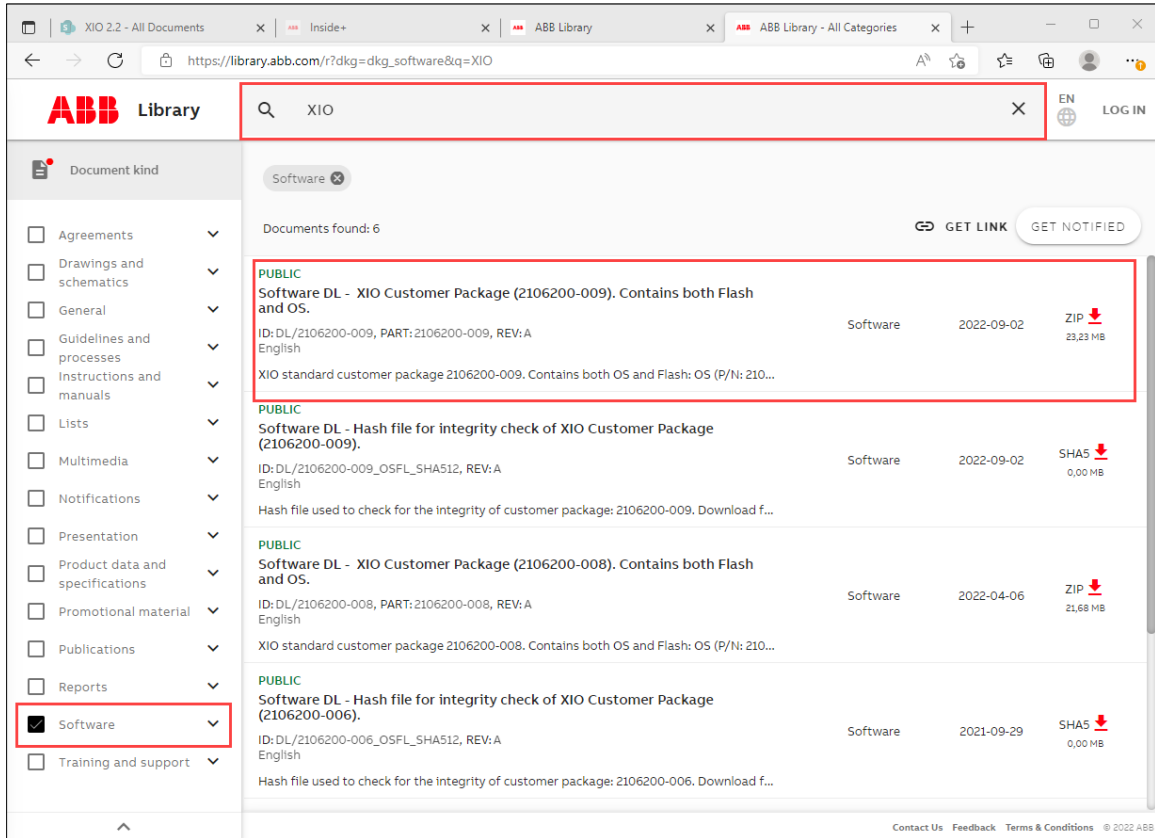 XIO 2.2 - All Documents
ABB Inside+
ABB ABB Library
ABB ABB Library - All Categories
https://library.abb.com/r?dkg=dkg_software&q=XIO
ABB Library
XIO
EN
LOG IN
Document kind
Agreements
Drawings and
schematics
General
Guidelines and
processes
Instructions and
manuals
Lists
Multimedia
Notifications
Presentation
Product data and
specifications
Promotional material
Publications
Reports
Software
Training and support
Software
Documents found: 6
GET LINK
GET NOTIFIED
PUBLIC
Software DL - XIO Customer Package (2106200-009). Contains both Flash
and OS.
ID: DL/2106200-009, PART: 2106200-009, REV: A
English
XIO standard customer package 2106200-009. Contains both OS and Flash: OS (P/N: 210...
Software
2022-09-02
ZIP
23,23 MB
PUBLIC
Software DL - Hash file for integrity check of XIO Customer Package
(2106200-009).
ID: DL/2106200-009_OSFL_SHA512, REV: A
English
Hash file used to check for the integrity of customer package: 2106200-009. Download f...
Software
2022-09-02
SHA5
0,00 MB
PUBLIC
Software DL - XIO Customer Package (2106200-008). Contains both Flash
and OS.
ID: DL/2106200-008, PART: 2106200-008, REV: A
English
XIO standard customer package 2106200-008. Contains both OS and Flash: OS (P/N: 210...
Software
2022-04-06
ZIP
21,68 MB
PUBLIC
Software DL - Hash file for integrity check of XIO Customer Package
(2106200-006).
ID: DL/2106200-006_OSFL_SHA512, REV: A
English
Hash file used to check for the integrity of customer package: 2106200-006. Download f...
Software
2021-09-29
SHA5
0,00 MB
Contact Us Feedback Terms & Conditions © 2022 ABB